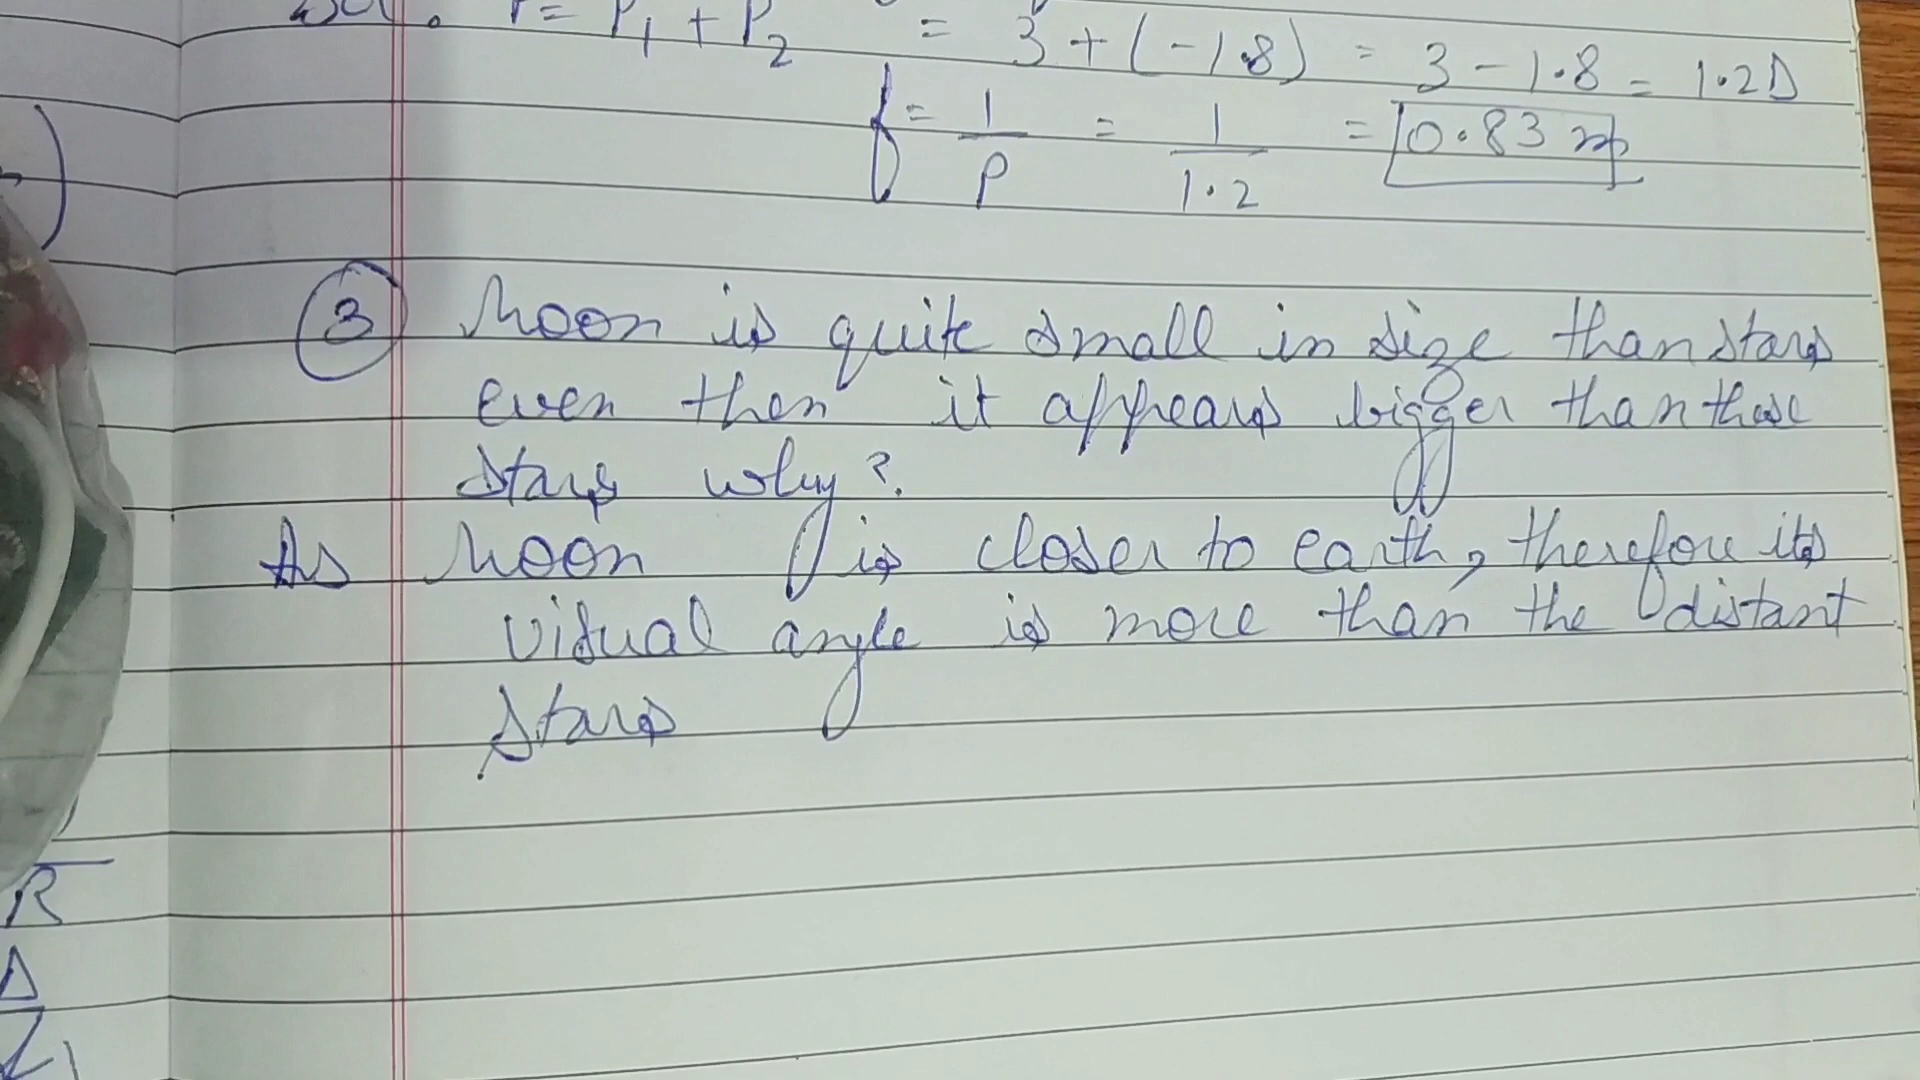 Sol. P = P1 + P2 = 3 + (-1.8) = 3 - 1.8 = 1.2D
f = 1/P = 1/1.2 = 0.83 m
③ Moon is quite small in size than stars
even then it appears bigger than those
stars why?.
As Moon is closer to earth, therefore its
visual angle is more than the distant
stars
R
Δ